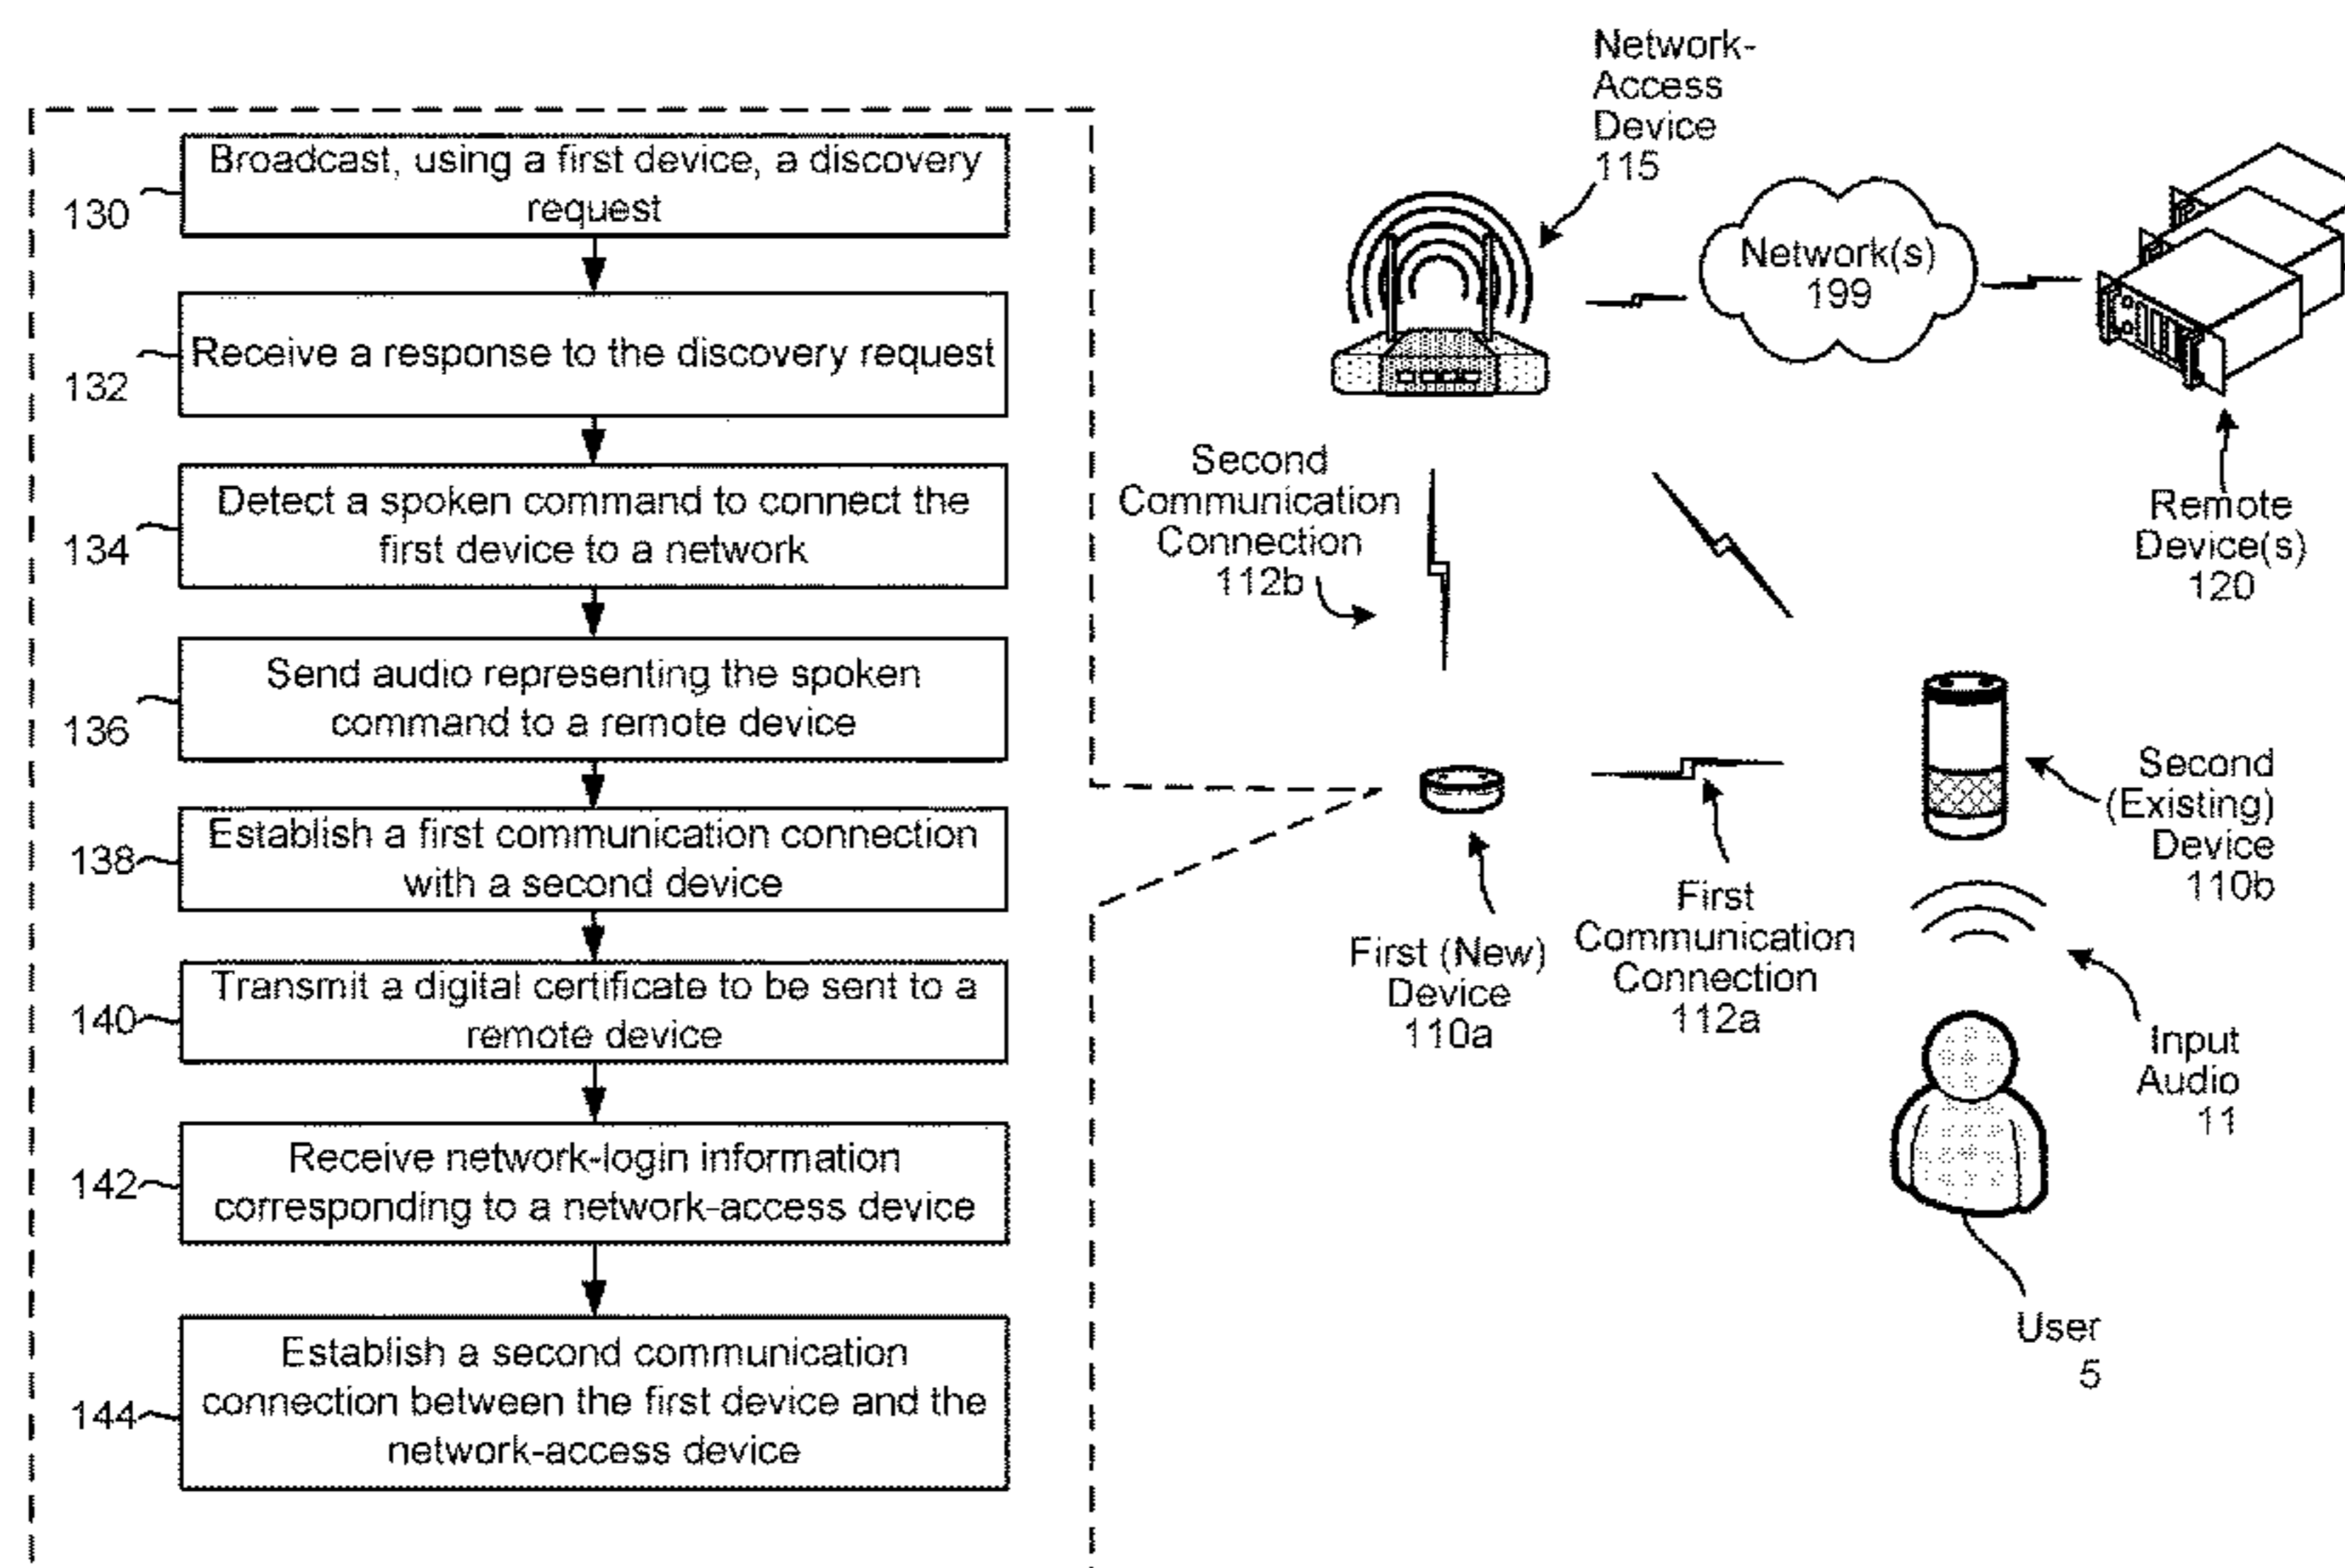 Broadcast, using a first device, a discovery
request
130
Receive a response to the discovery request
132
Detect a spoken command to connect the
first device to a network
134
Send audio representing the spoken
command to a remote device
136
Establish a first communication connection
with a second device
138
Transmit a digital certificate to be sent to a
remote device
140
Receive network-login information
corresponding to a network-access device
142
Establish a second communication
connection between the first device and the
network-access device
144
Network-
Access
Device
115
Network(s)
199
Remote
Device(s)
120
Second
Communication
Connection
112b
Second
(Existing)
Device
110b
First (New)
Device
110a
First
Communication
Connection
112a
Input
Audio
11
User
5